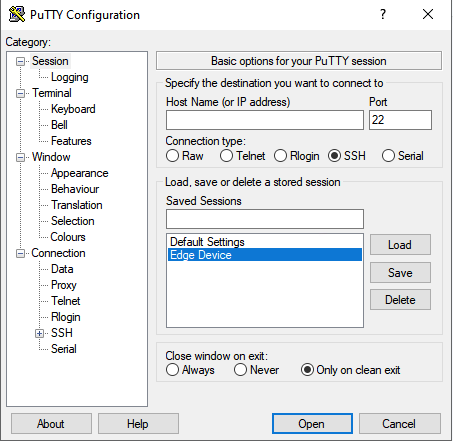 PuTTY Configuration
?
Category:
Session
Logging
Terminal
Keyboard
Bell
Features
Window
Appearance
Behaviour
Translation
Selection
Colours
Connection
Data
Proxy
Telnet
Rlogin
SSH
Serial
Basic options for your PuTTY session
Specify the destination you want to connect to
Host Name (or IP address) Port
22
Connection type:
Raw Telnet Rlogin SSH Serial
Load, save or delete a stored session
Saved Sessions
Default Settings
Edge Device
Load
Save
Delete
Close window on exit:
Always Never Only on clean exit
About Help Open Cancel